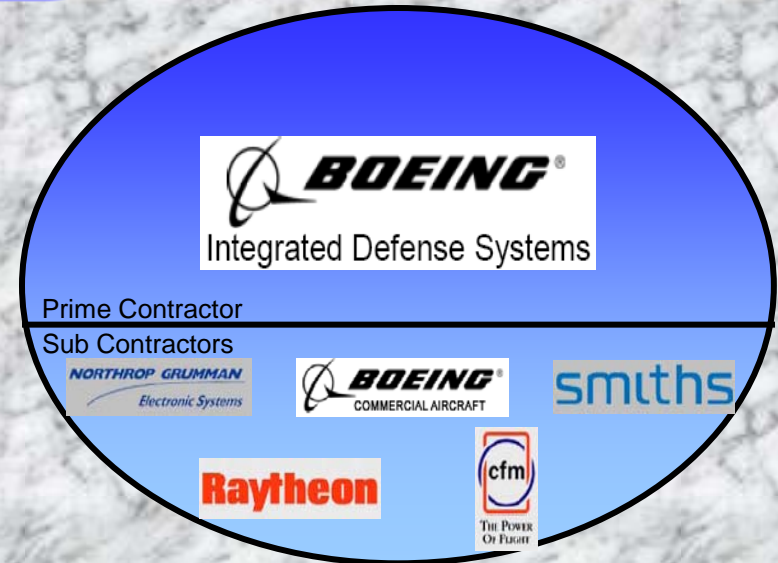 BOEING®
Integrated Defense Systems
Prime Contractor
Sub Contractors
NORTHROP GRUMMAN
Electronic Systems
BOEING®
COMMERCIAL AIRCRAFT
smiths
Raytheon
cfm
THE POWER
OF FLIGHT